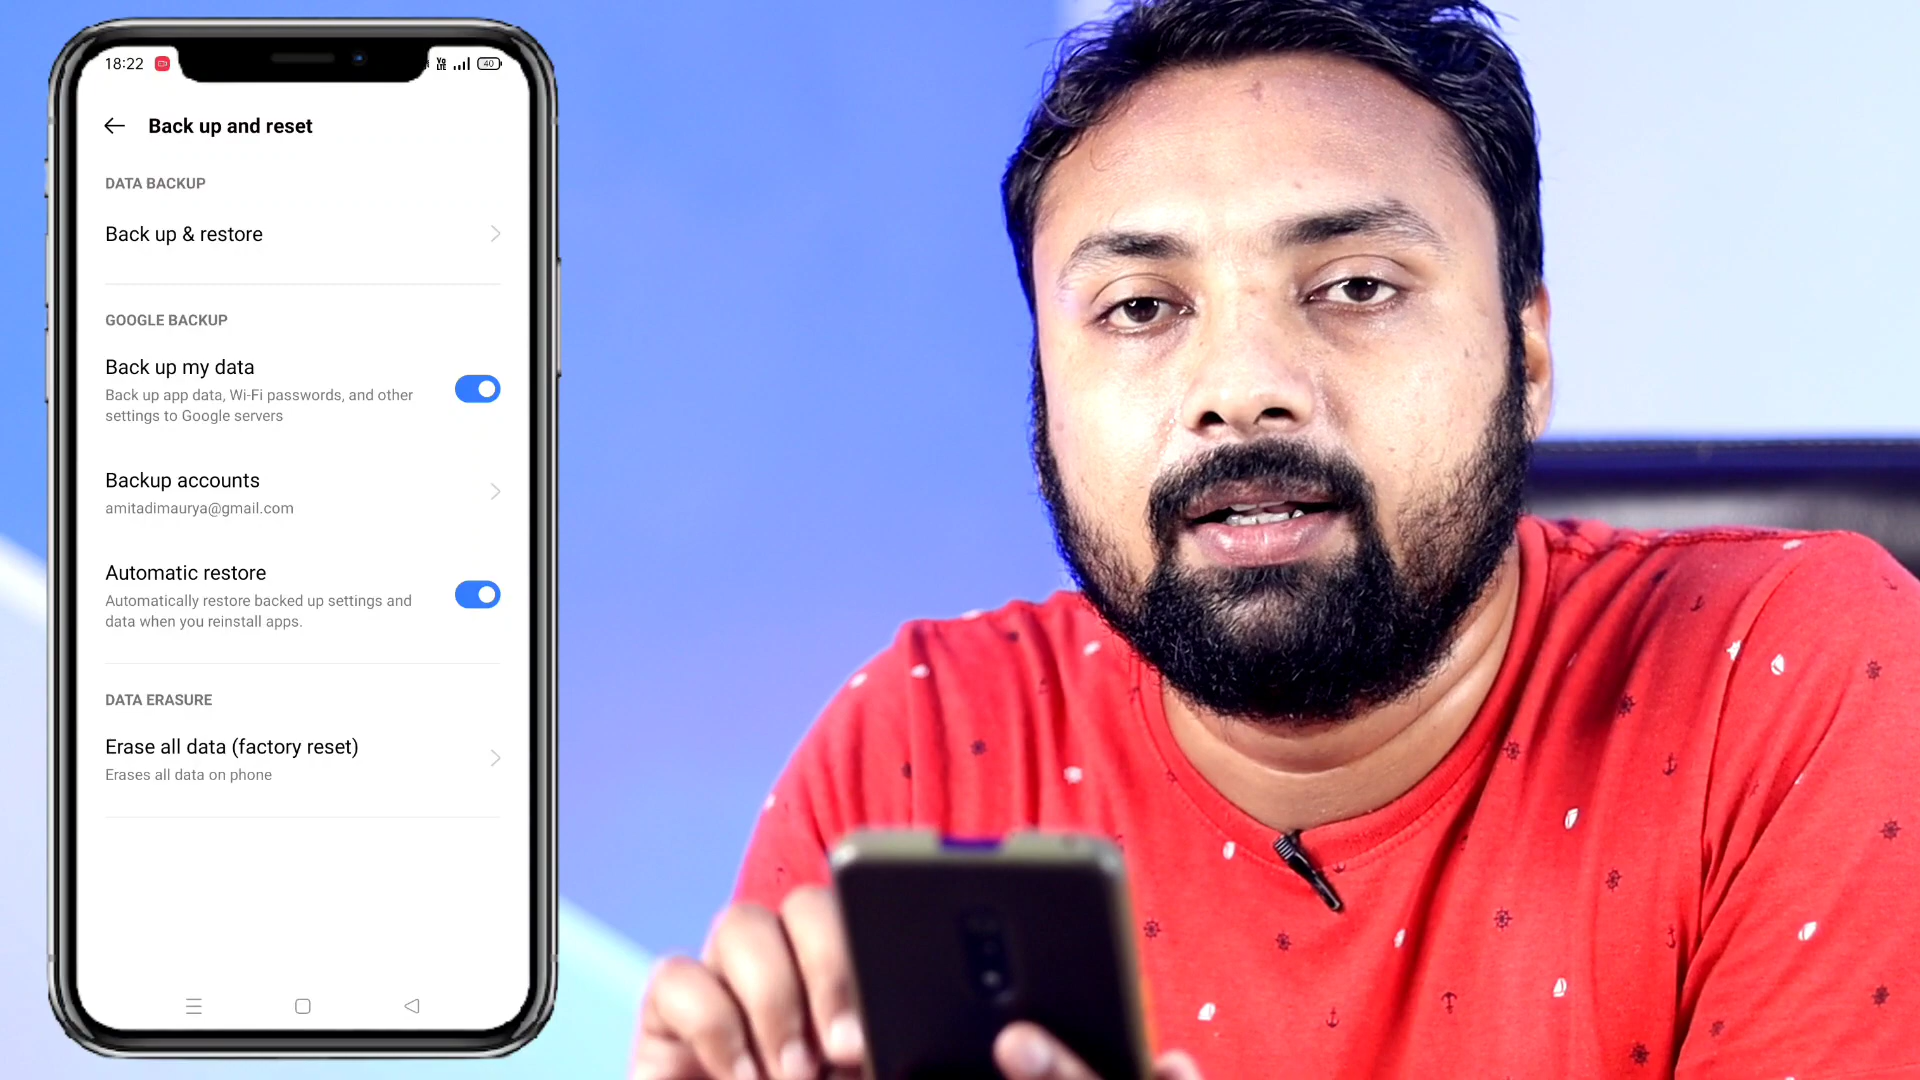 18:22
Vo LTE
40
Back up and reset
DATA BACKUP
Back up & restore
GOOGLE BACKUP
Back up my data
Back up app data, Wi-Fi passwords, and other
settings to Google servers
Backup accounts
amitadimaurya@gmail.com
Automatic restore
Automatically restore backed up settings and
data when you reinstall apps.
DATA ERASURE
Erase all data (factory reset)
Erases all data on phone